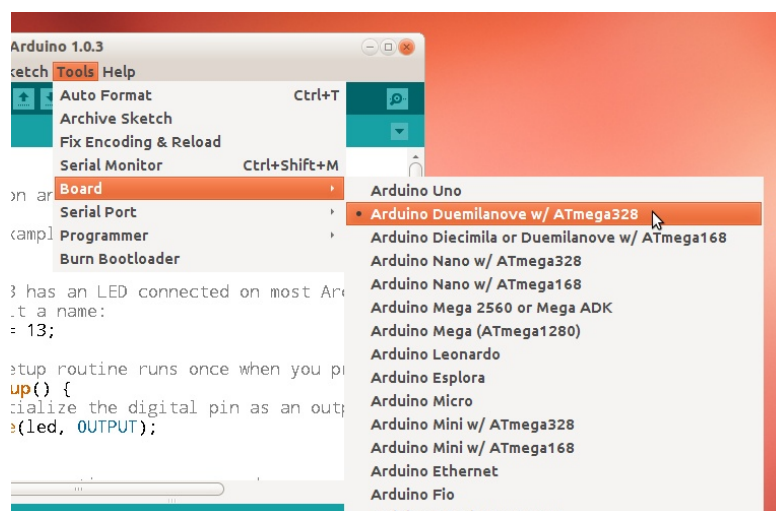 Arduino 1.0.3
ketch Tools Help
Auto Format Ctrl+T
Archive Sketch
Fix Encoding & Reload
Serial Monitor Ctrl+Shift+M
Board
Serial Port
Programmer
Burn Bootloader
Arduino Uno
Arduino Duemilanove w/ ATmega328
Arduino Diecimila or Duemilanove w/ ATmega168
Arduino Nano w/ ATmega328
Arduino Nano w/ ATmega168
Arduino Mega 2560 or Mega ADK
Arduino Mega (ATmega1280)
Arduino Leonardo
Arduino Esplora
Arduino Micro
Arduino Mini w/ ATmega328
Arduino Mini w/ ATmega168
Arduino Ethernet
Arduino Fio
on ar
xampl
3 has an LED connected on most Ar
it a name:
= 13;
etup routine runs once when you p
up() {
tialize the digital pin as an outp
e(led, OUTPUT);